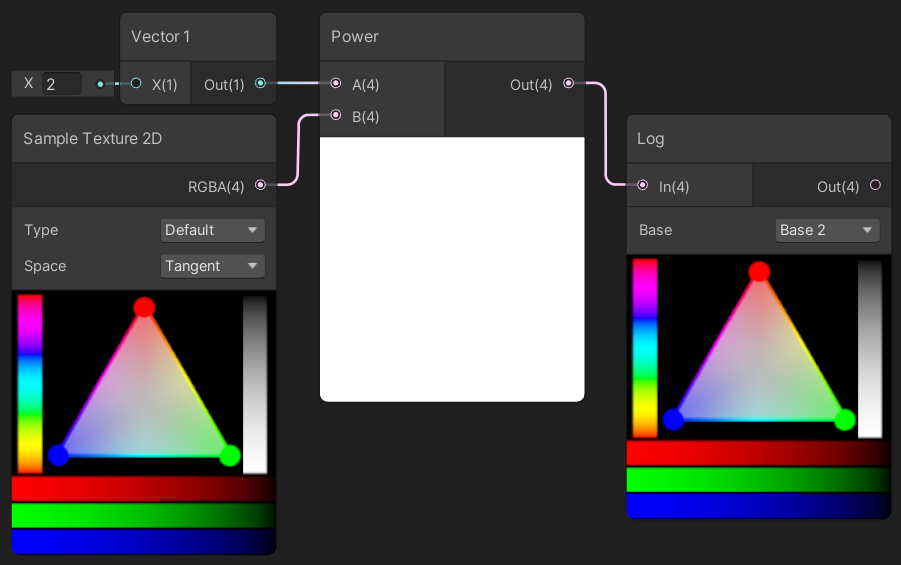 Vector 1
X 2
X(1) Out(1)
Sample Texture 2D
RGBA(4)
Type Default
Space Tangent
Power
A(4) Out(4)
B(4)
Log
In(4) Out(4)
Base Base 2